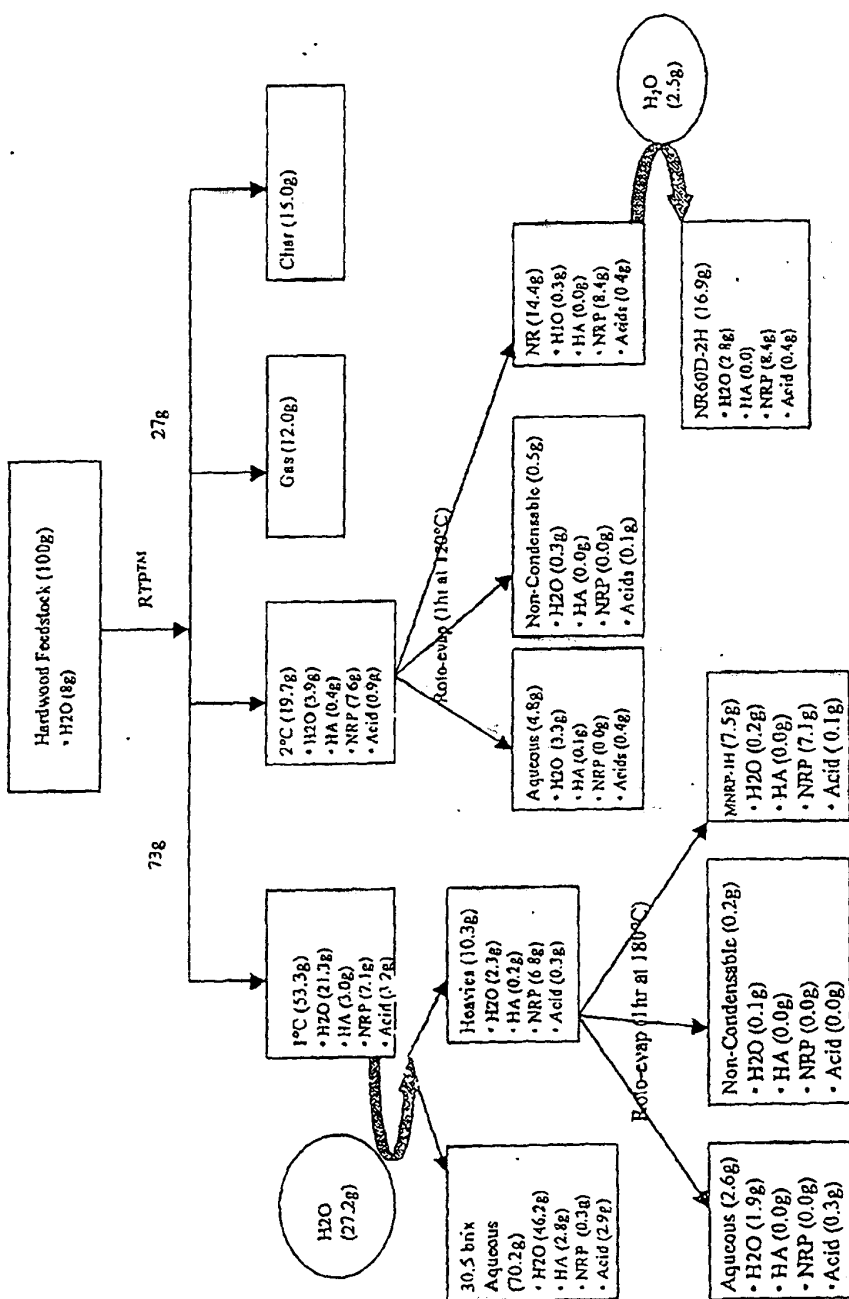 Hardwood Feedstock (100g)
• H2O (8g)
RTP™
73g
27g
1°C (53.3g)
• H2O (21.3g)
• HA (3.0g)
• NRP (7.1g)
• Acid (3.2g)
2°C (19.7g)
• H2O (3.9g)
• HA (0.4g)
• NRP (7.6g)
• Acid (0.9g)
Gas (12.0g)
Char (15.0g)
H2O
(27.2g)
30.5 brix
Aqueous
(70.2g)
• H2O (46.2g)
• HA (2.8g)
• NRP (0.3g)
• Acid (2.9g)
Heavies (10.3g)
• H2O (2.3g)
• HA (0.2g)
• NRP (6.8g)
• Acid (0.3g)
Roto-evap (1hr at 120°C)
Aqueous (4.8g)
• H2O (3.3g)
• HA (0.1g)
• NRP (0.0g)
• Acids (0.4g)
Non-Condensable (0.5g)
• H2O (0.3g)
• HA (0.0g)
• NRP (0.0g)
• Acids (0.1g)
NR (14.4g)
• H2O (0.3g)
• HA (0.0g)
• NRP (8.4g)
• Acids (0.4g)
H2O
(2.5g)
Roto-evap (1hr at 180°C)
Aqueous (2.6g)
• H2O (1.9g)
• HA (0.0g)
• NRP (0.0g)
• Acid (0.3g)
Non-Condensable (0.2g)
• H2O (0.1g)
• HA (0.0g)
• NRP (0.0g)
• Acid (0.0g)
MNRP-1H (7.5g)
• H2O (0.2g)
• HA (0.0g)
• NRP (7.1g)
• Acid ( 0.1g)
NR60D-2H (16.9g)
• H2O (2.8g)
• HA (0.0)
• NRP (8.4g)
• Acid (0.4g)